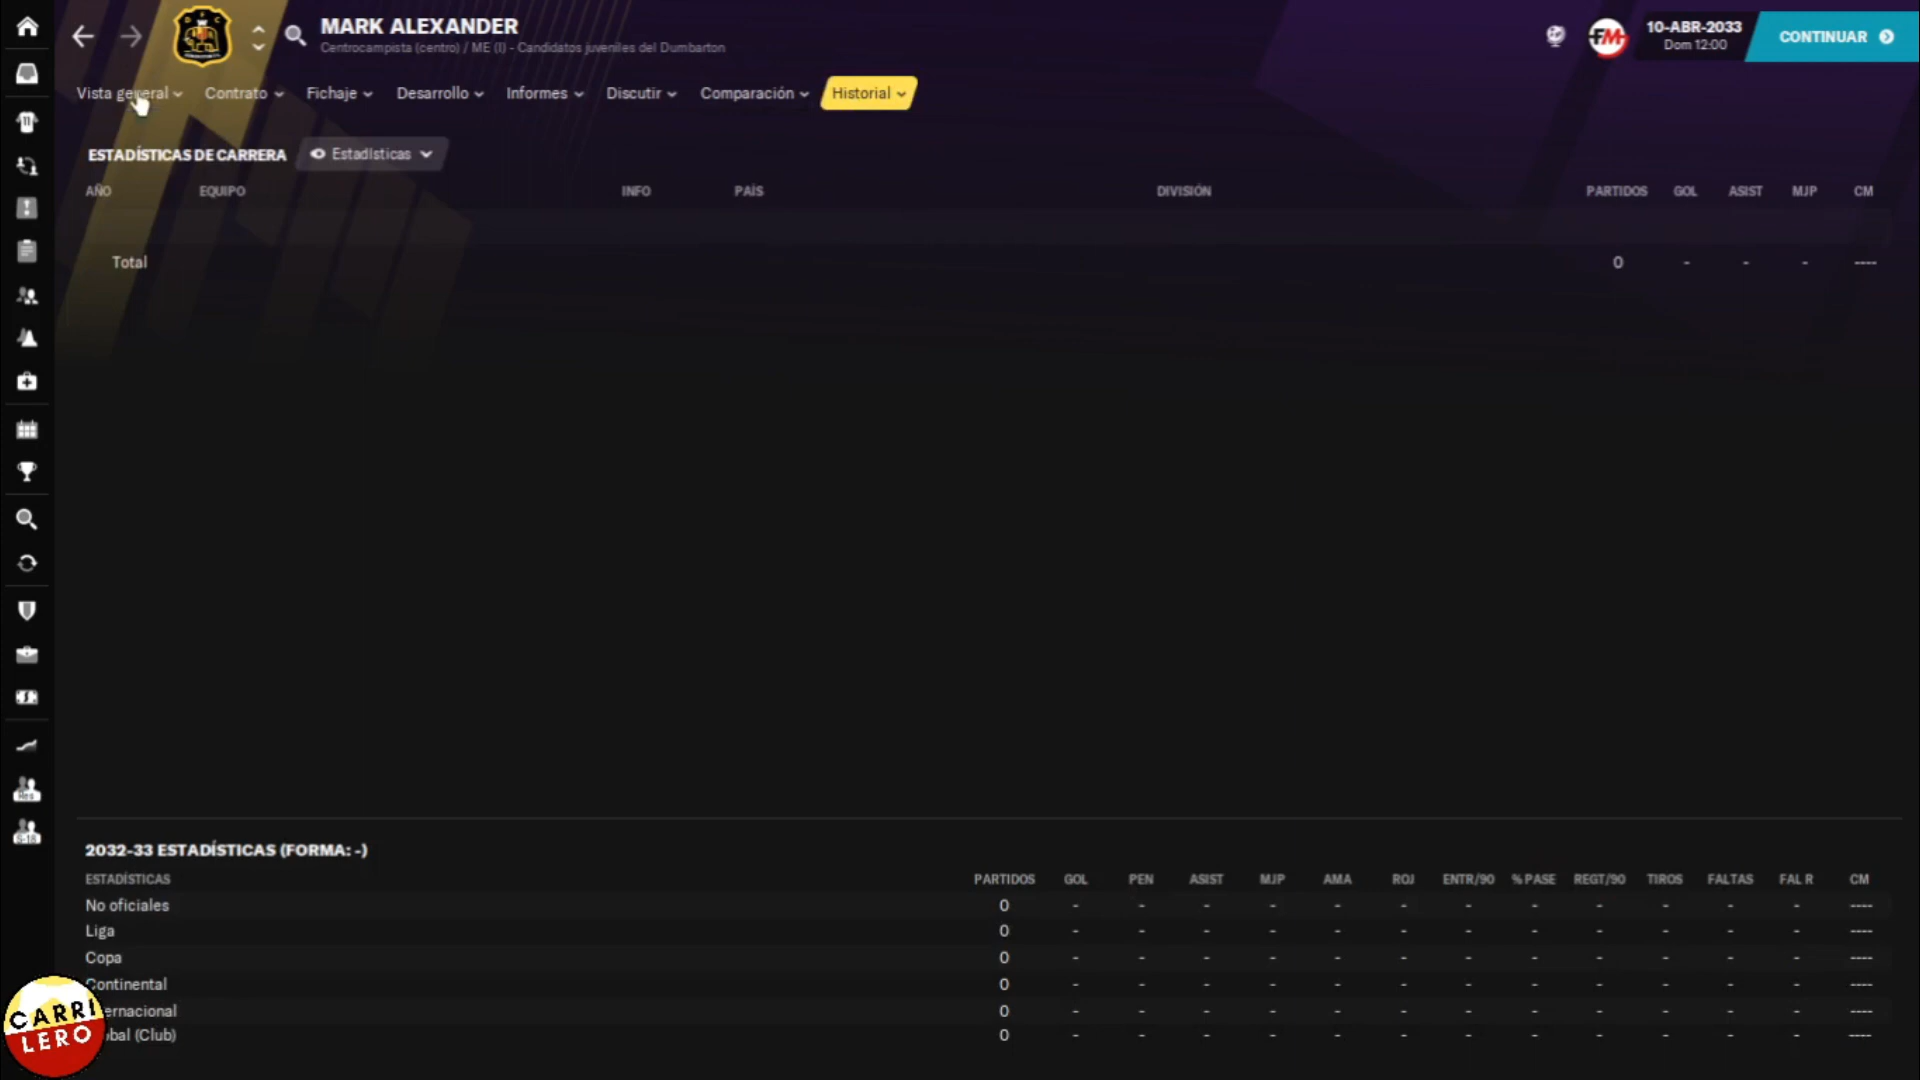 MARK ALEXANDER
Centrocampista (centro) / ME (I) - Candidatos juveniles del Dumbarton
FM
10-ABR-2033
Dom 12:00
CONTINUAR
Vista general Contrato Fichaje Desarrollo Informes Discutir Comparación Historial
ESTADÍSTICAS DE CARRERA Estadísticas
AÑO EQUIPO INFO PAÍS DIVISIÓN PARTIDOS GOL ASIST MJP CM
Total 0 - - - ----
2032-33 ESTADÍSTICAS (FORMA: -)
ESTADÍSTICAS PARTIDOS GOL PEN ASIST MJP AMA ROJ ENTR/90 % PASE REGT/90 TIROS FALTAS FAL R CM
No oficiales 0 - - - - - - - - - - - - ----
Liga 0 - - - - - - - - - - - - ----
Copa 0 - - - - - - - - - - - - ----
Continental 0 - - - - - - - - - - - - ----
ernacional 0 - - - - - - - - - - - - ----
bal (Club) 0 - - - - - - - - - - - - ----
CARRI
LERO